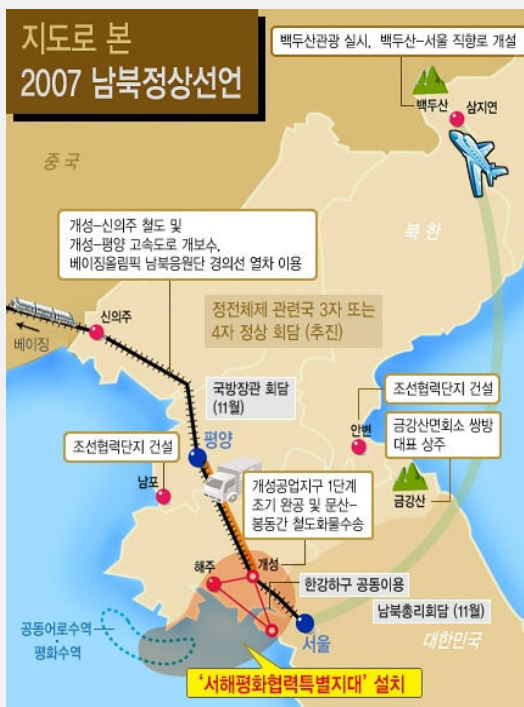 지도로 본
2007 남북정상선언
백두산관광 실시, 백두산-서울 직항로 개설
백두산
삼지연
중국
북한
개성-신의주 철도 및
개성-평양 고속도로 개보수,
베이징올림픽 남북응원단 경의선 열차 이용
신의주
베이징
정전체제 관련국 3자 또는
4자 정상 회담 (추진)
국방장관 회담
(11월)
평양
조선협력단지 건설
안변
금강산면회소 쌍방
대표 상주
금강산
조선협력단지 건설
남포
개성공업지구 1단계
조기 완공 및 문산-
봉동간 철도화물수송
해주
개성
한강하구 공동이용
남북총리회담 (11월)
서울
대한민국
공동어로수역
평화수역
'서해평화협력특별지대' 설치